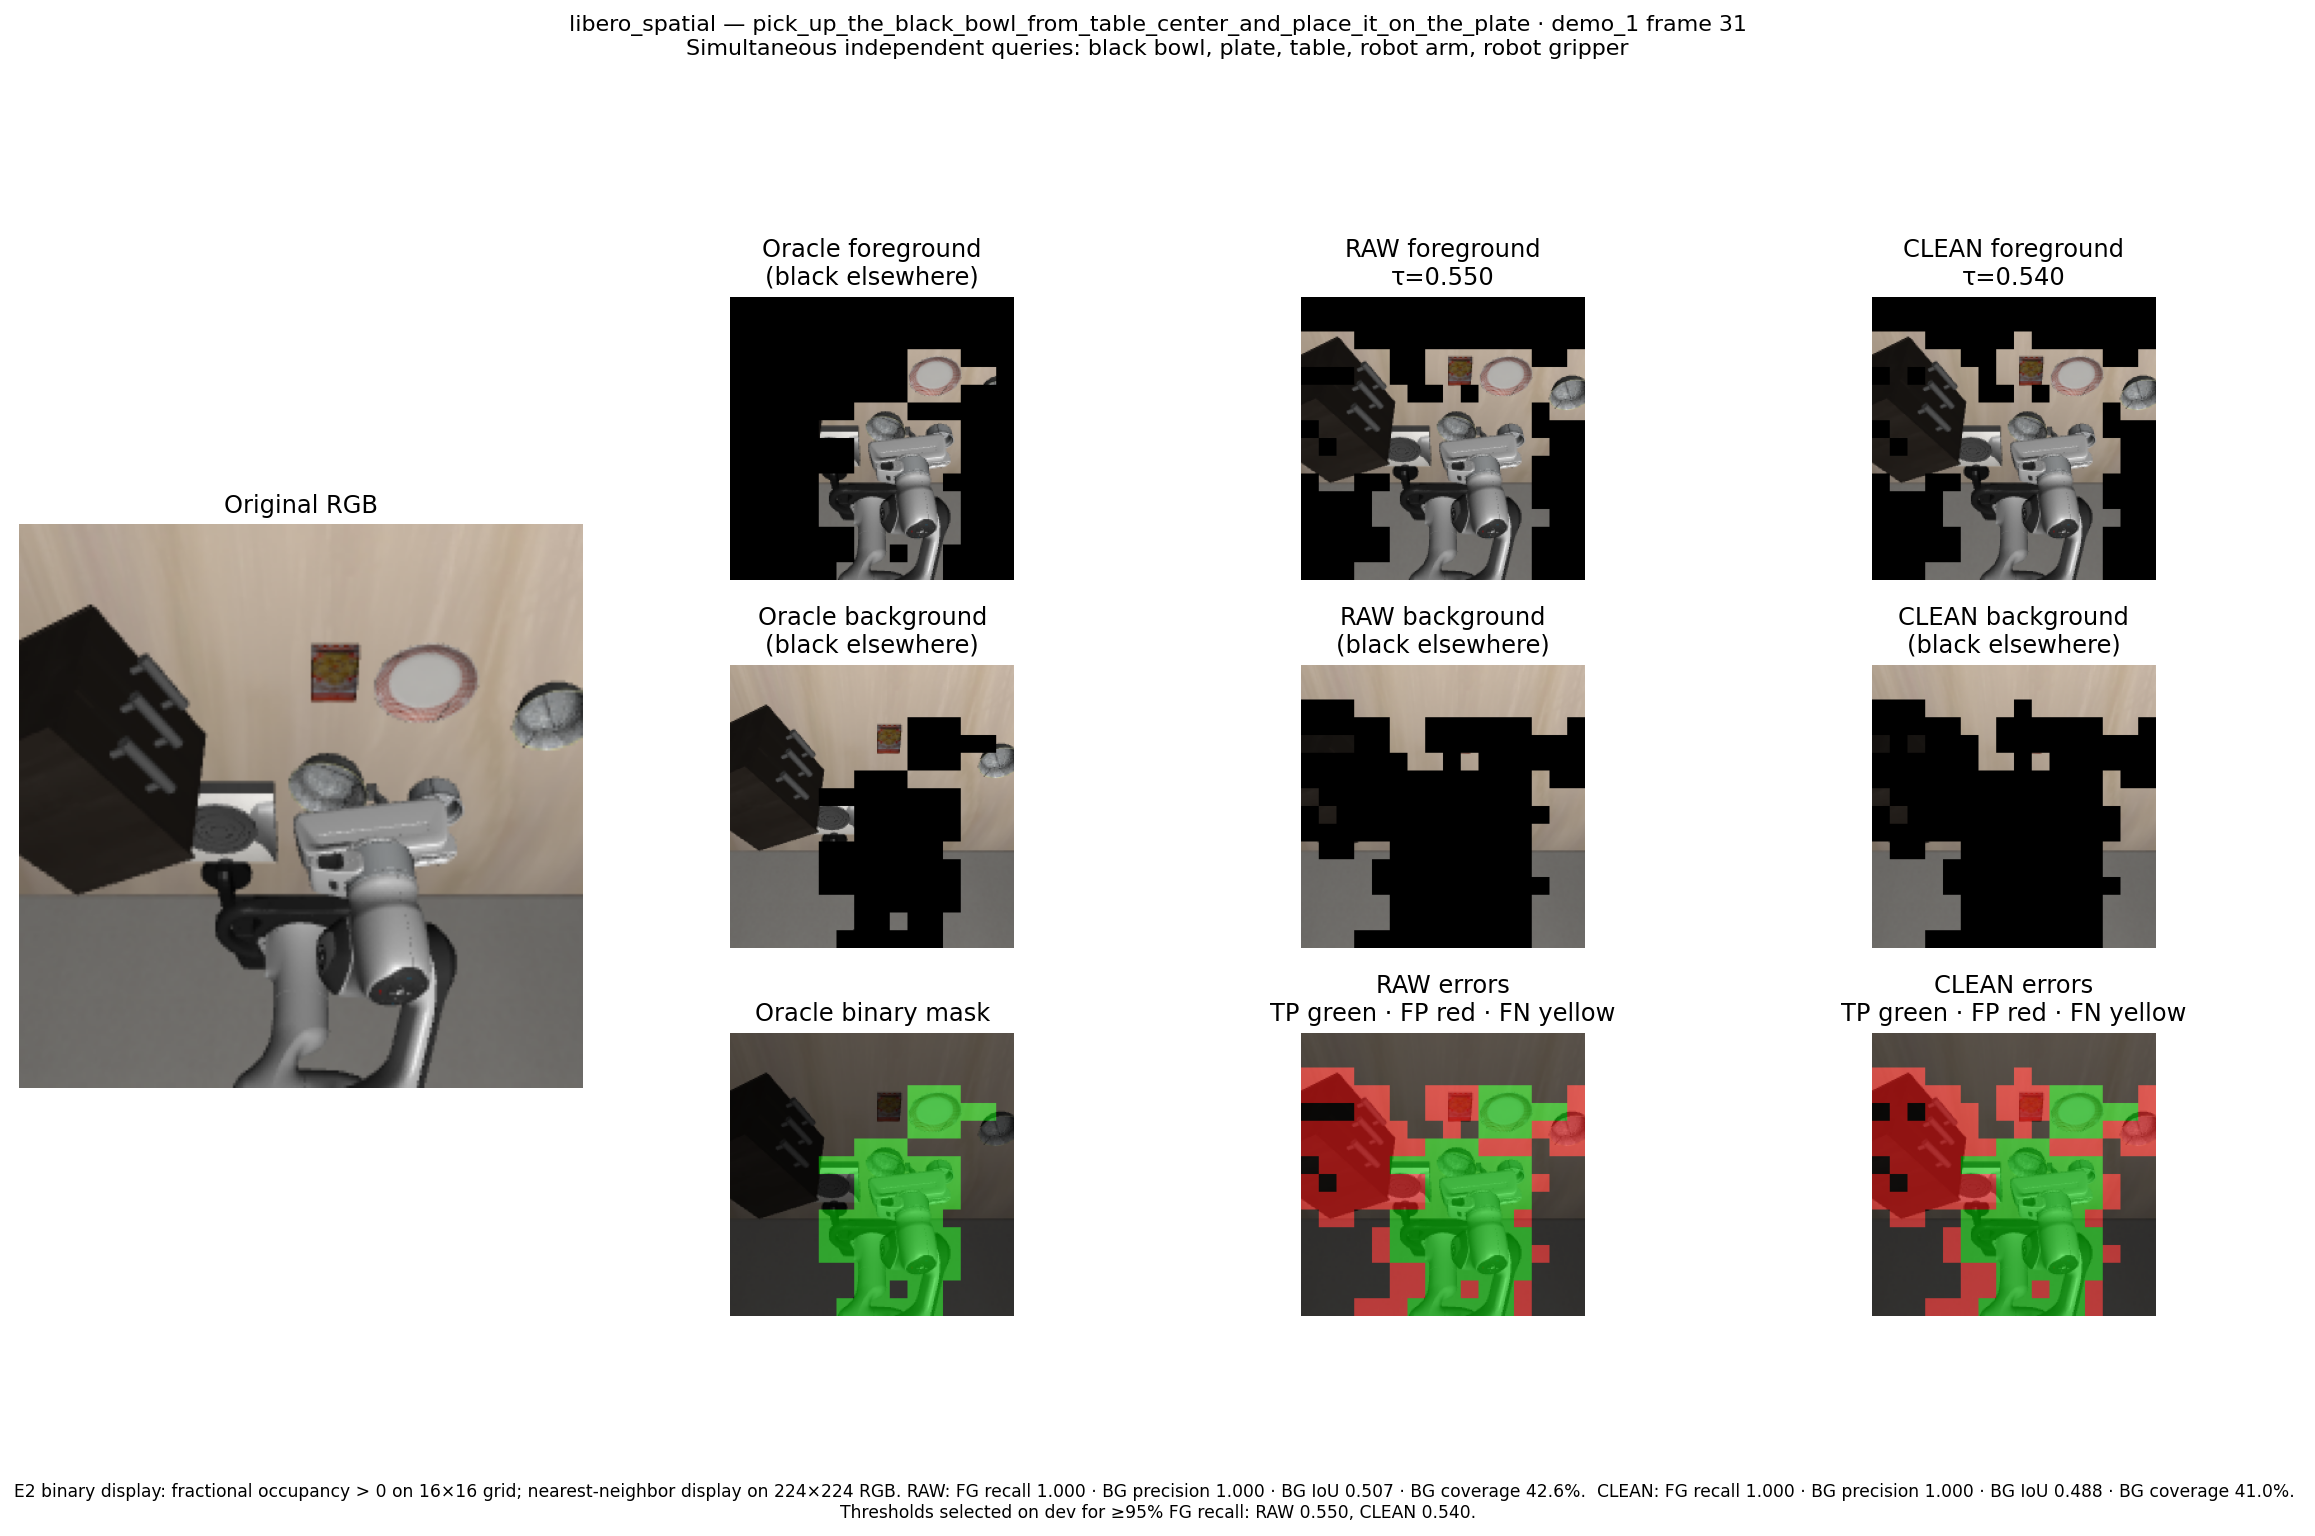 libero_spatial — pick_up_the_black_bowl_from_table_center_and_place_it_on_the_plate · demo_1 frame 31
Simultaneous independent queries: black bowl, plate, table, robot arm, robot gripper
Original RGB
Oracle foreground
(black elsewhere)
RAW foreground
τ=0.550
CLEAN foreground
τ=0.540
Oracle background
(black elsewhere)
RAW background
(black elsewhere)
CLEAN background
(black elsewhere)
Oracle binary mask
RAW errors
TP green · FP red · FN yellow
CLEAN errors
TP green · FP red · FN yellow
E2 binary display: fractional occupancy > 0 on 16×16 grid; nearest-neighbor display on 224×224 RGB. RAW: FG recall 1.000 · BG precision 1.000 · BG IoU 0.507 · BG coverage 42.6%.  CLEAN: FG recall 1.000 · BG precision 1.000 · BG IoU 0.488 · BG coverage 41.0%.
Thresholds selected on dev for ≥95% FG recall: RAW 0.550, CLEAN 0.540.